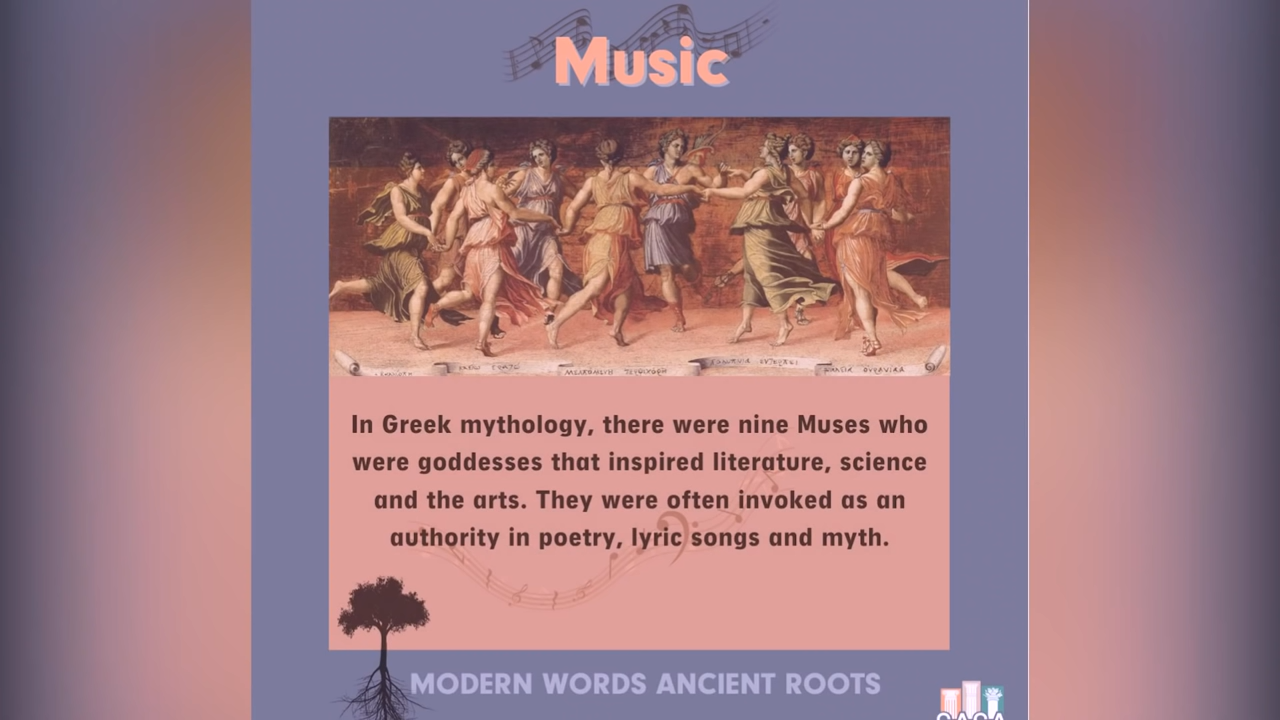 Music
In Greek mythology, there were nine Muses who
were goddesses that inspired literature, science
and the arts. They were often invoked as an
authority in poetry, lyric songs and myth.
MODERN WORDS ANCIENT ROOTS